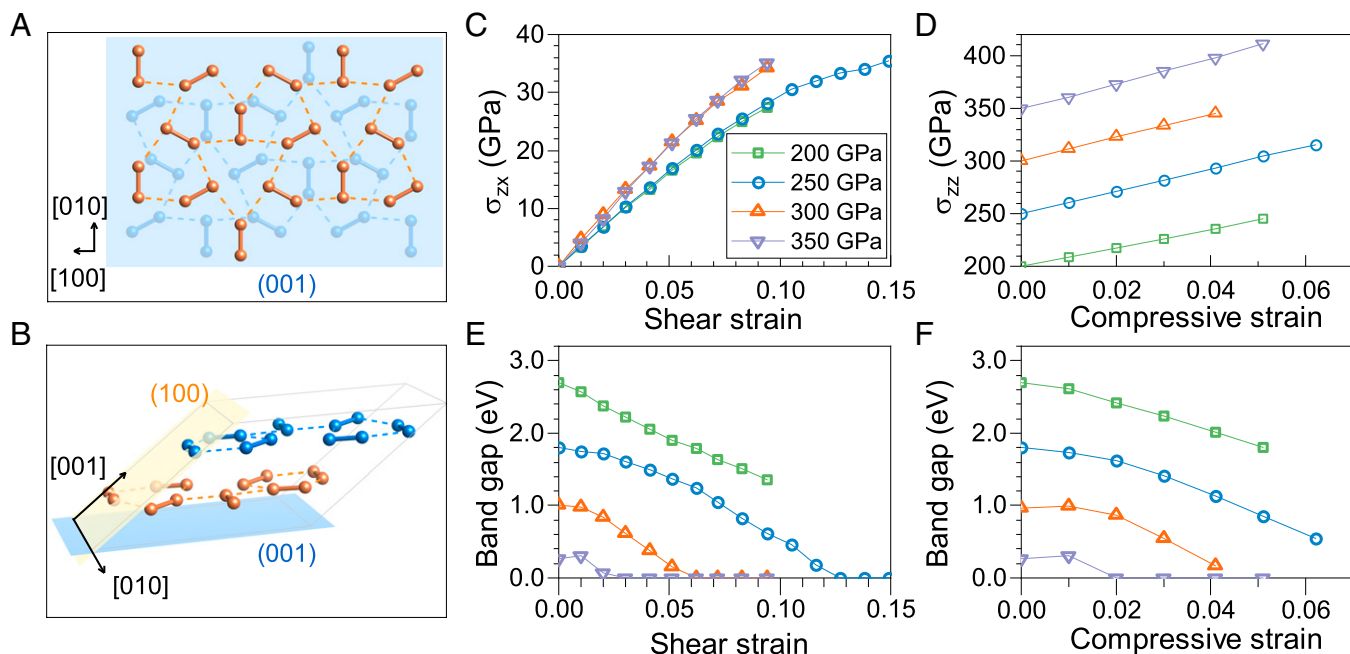 A
[010]
[100]
(001)
B
(100)
[001]
(001)
[010]
C
σzx (GPa)
40
30
20
10
0
0.00 0.05 0.10 0.15
Shear strain
200 GPa
250 GPa
300 GPa
350 GPa
D
σzz (GPa)
400
350
300
250
200
0.00 0.02 0.04 0.06
Compressive strain
E
Band gap (eV)
3.0
2.0
1.0
0.0
0.00 0.05 0.10 0.15
Shear strain
F
Band gap (eV)
3.0
2.0
1.0
0.0
0.00 0.02 0.04 0.06
Compressive strain